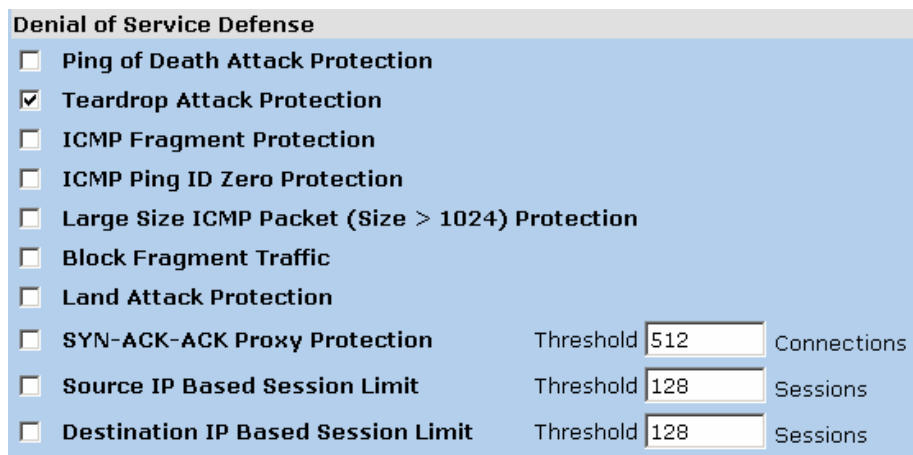 Denial of Service Defense
Ping of Death Attack Protection
Teardrop Attack Protection
ICMP Fragment Protection
ICMP Ping ID Zero Protection
Large Size ICMP Packet (Size > 1024) Protection
Block Fragment Traffic
Land Attack Protection
SYN-ACK-ACK Proxy Protection Threshold 512 Connections
Source IP Based Session Limit Threshold 128 Sessions
Destination IP Based Session Limit Threshold 128 Sessions